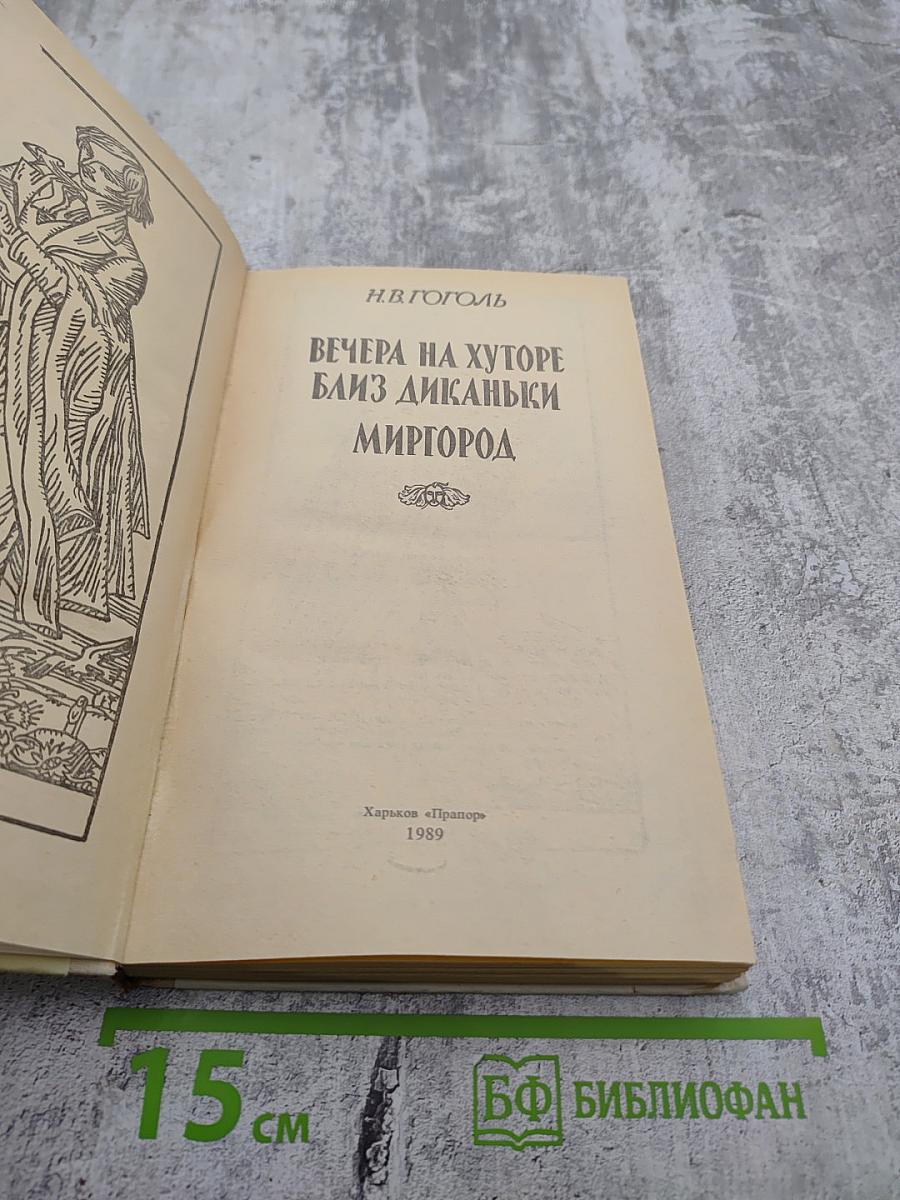 Н.В.ГОГОЛЬ
ВЕЧЕРА НА ХУТОРЕ
БЛИЗ ДИКАНЬКИ
МИРГОРОД
Харьков «Прапор»
1989
15 см
БФ БИБЛИОФАН